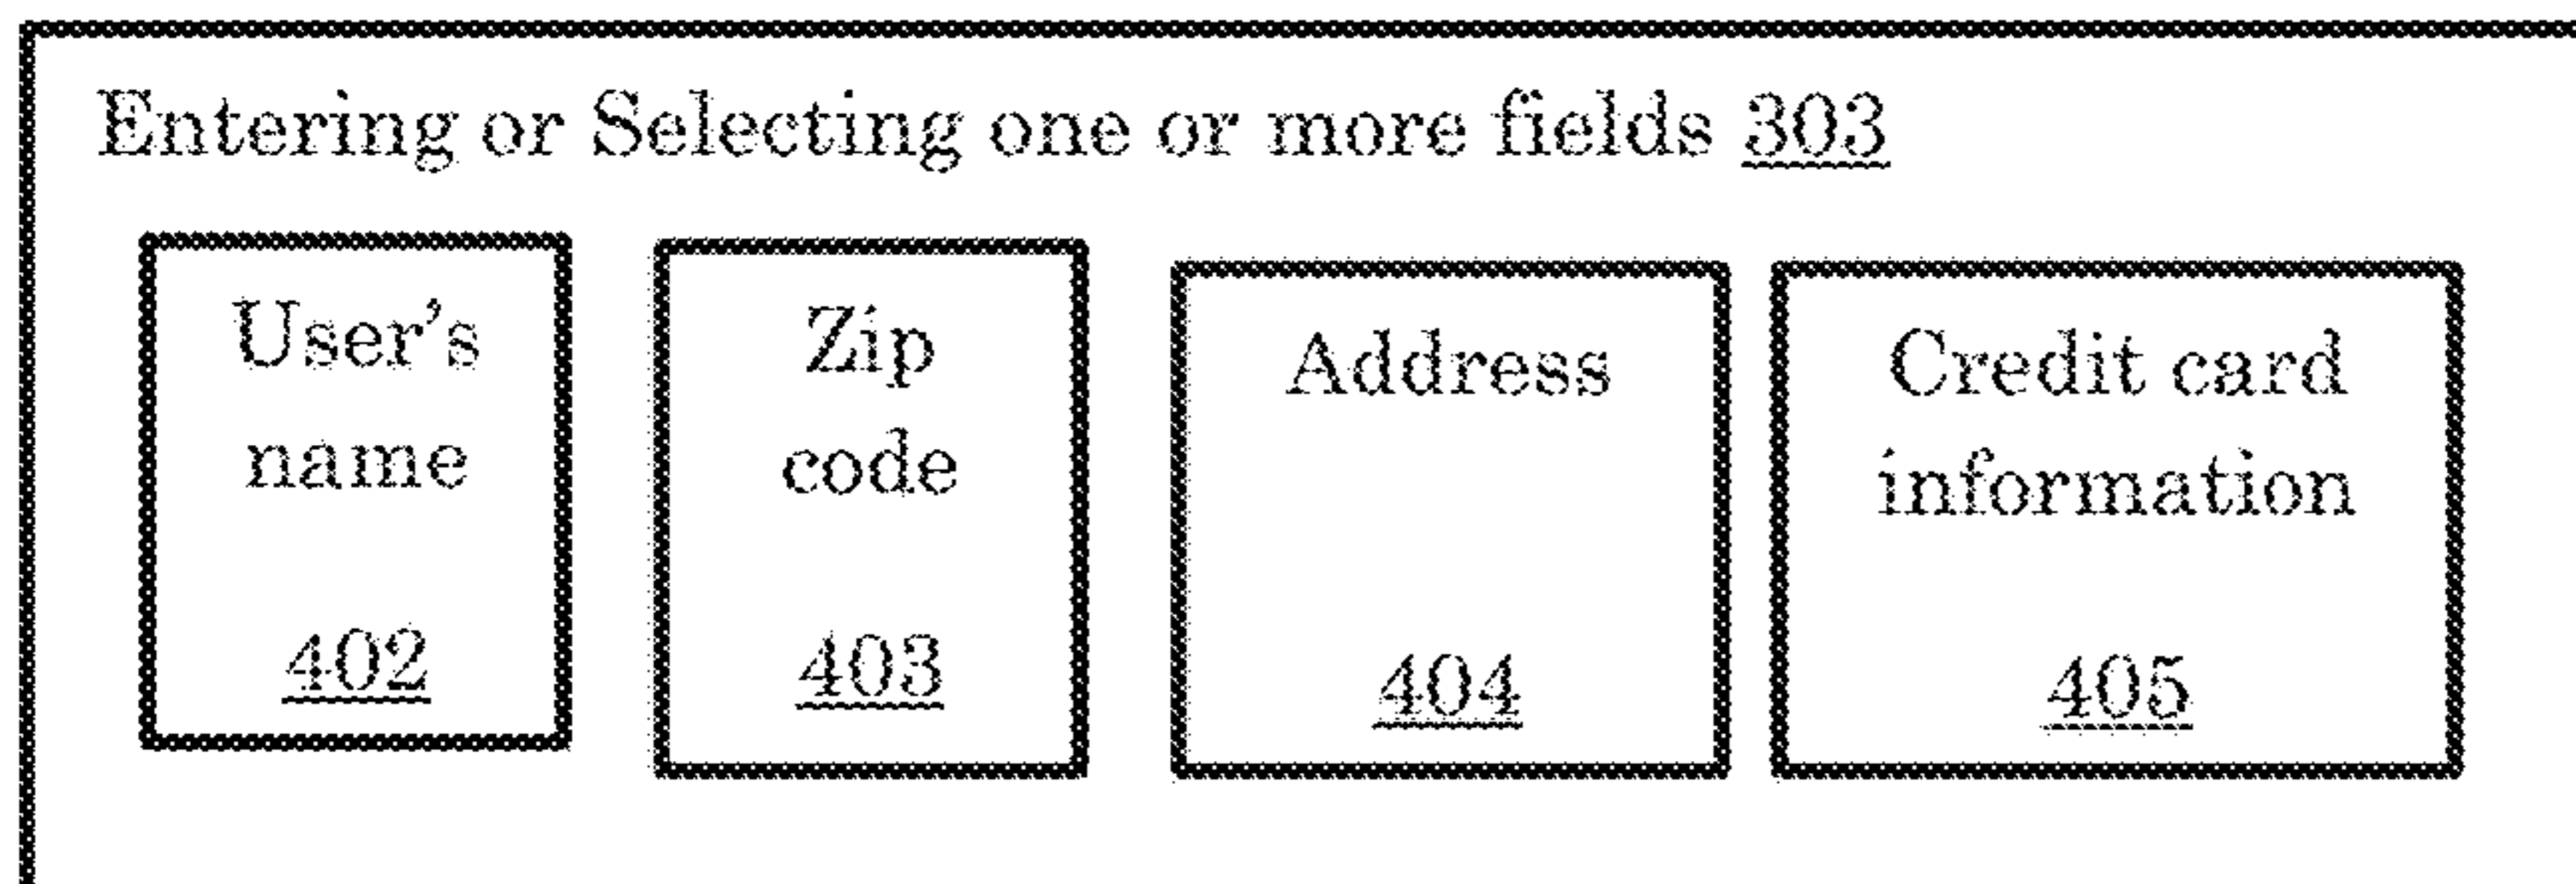 Entering or Selecting one or more fields 303
User's
name
402
Zip
code
403
Address
404
Credit card
information
405